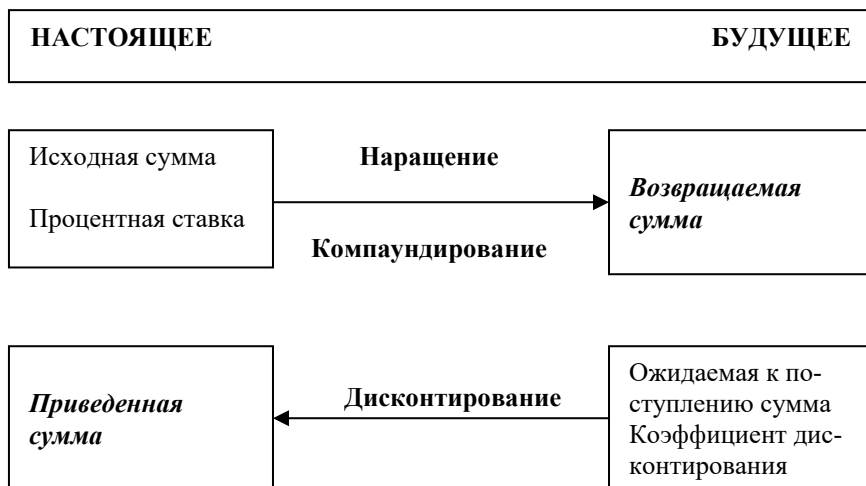 НАСТОЯЩЕЕ БУДУЩЕЕ
Исходная сумма
Процентная ставка
Наращение
Компаундирование
Возвращаемая
сумма
Приведенная
сумма
Дисконтирование
Ожидаемая к по-
ступлению сумма
Коэффициент дис-
контирования